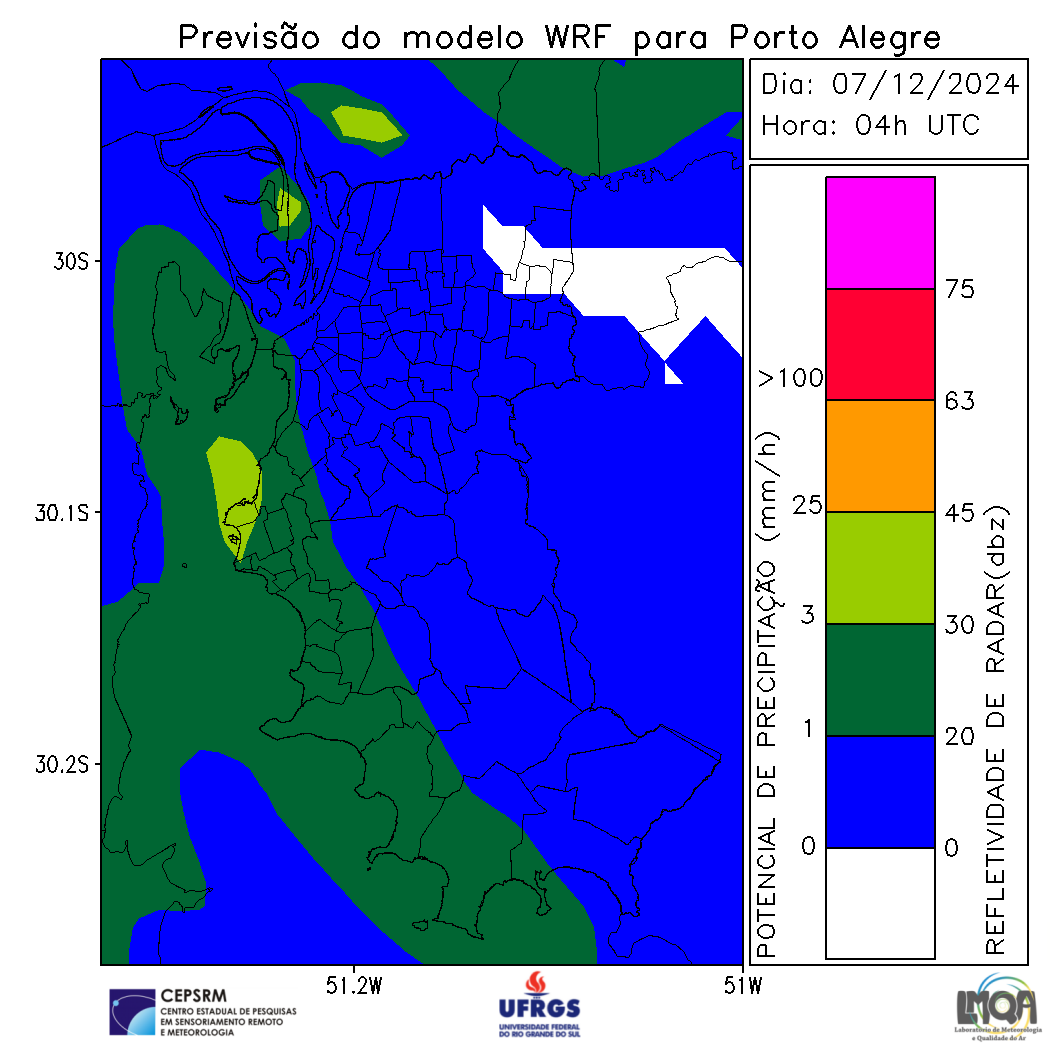 Previsão do modelo WRF para Porto Alegre
Dia: 07/12/2024
Hora: 04h UTC
30S
30.1S
30.2S
51.2W
51W
POTENCIAL DE PRECIPITAÇÃO (mm/h)
>100
25
3
1
0
75
63
45
30
20
0
REFLETIVIDADE DE RADAR(dbz)
CEPSRM
CENTRO ESTADUAL DE PESQUISAS
EM SENSORIAMENTO REMOTO
E METEOROLOGIA
UFRGS
UNIVERSIDADE FEDERAL
DO RIO GRANDE DO SUL
LMQA
Laboratório de Meteorologia
e Qualidade do Ar